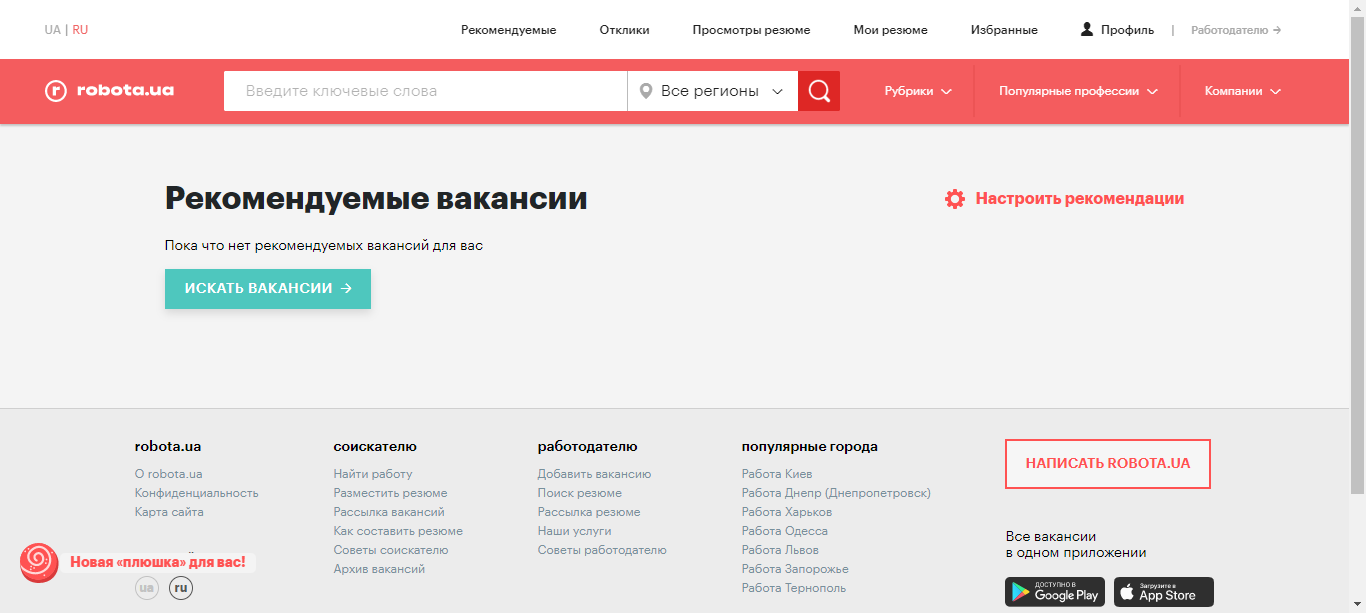 UA | RU
Рекомендуемые
Отклики
Просмотры резюме
Мои резюме
Избранные
Профиль
|
Работодателю →
r robota.ua
Введите ключевые слова
Все регионы
Рубрики
Популярные профессии
Компании
Рекомендуемые вакансии
Настроить рекомендации
Пока что нет рекомендуемых вакансий для вас
ИСКАТЬ ВАКАНСИИ →
robota.ua
О robota.ua
Конфиденциальность
Карта сайта
соискателю
Найти работу
Разместить резюме
Рассылка вакансий
Как составить резюме
Советы соискателю
Архив вакансий
работодателю
Добавить вакансию
Поиск резюме
Рассылка резюме
Наши услуги
Советы работодателю
популярные города
Работа Киев
Работа Днепр (Днепропетровск)
Работа Харьков
Работа Одесса
Работа Львов
Работа Запорожье
Работа Тернополь
НАПИСАТЬ ROBOTA.UA
Все вакансии
в одном приложении
ДОСТУПНО В
Google Play
Загрузите в
App Store
Новая «плюшка» для вас!
ua
ru